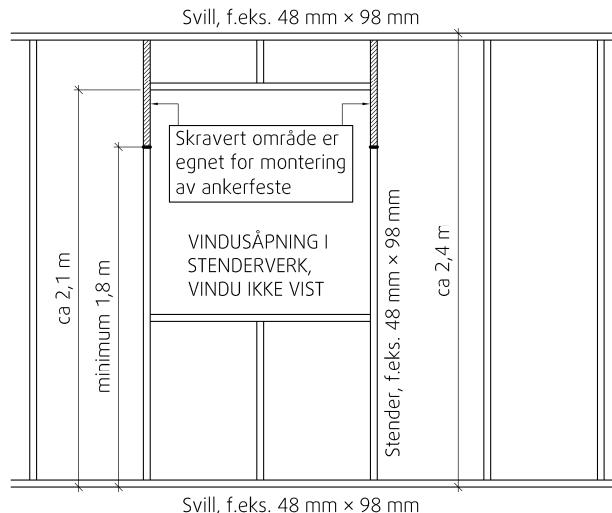 Svill, f.eks. 48 mm × 98 mm
Skravert område er
egnet for montering
av ankerfeste
VINDUSÅPNING I
STENDERVERK,
VINDU IKKE VIST
ca 2,1 m
minimum 1,8 m
Stender, f.eks. 48 mm × 98 mm
ca 2,4 m
Svill, f.eks. 48 mm × 98 mm